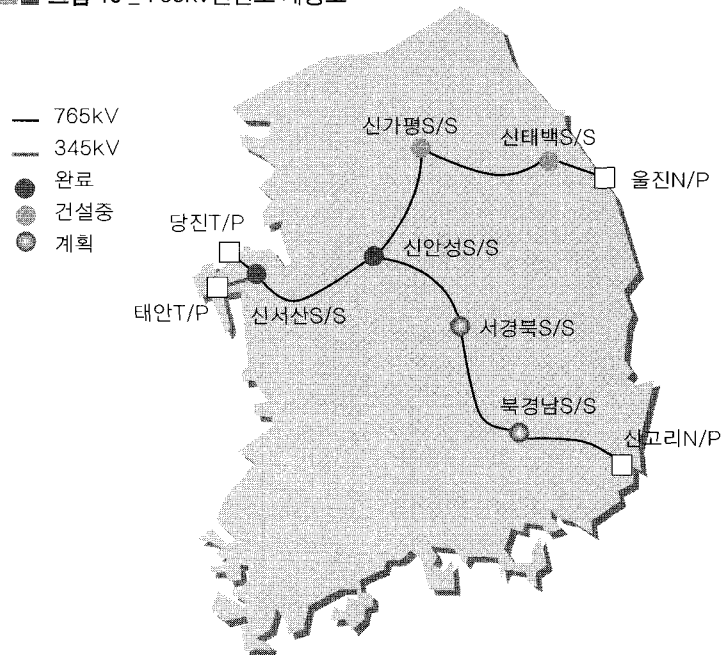 765kV
345kV
완료
건설중
계획
신가평S/S
신태백S/S
울진N/P
당진T/P
신안성S/S
태안T/P
신서산S/S
서경북S/S
북경남S/S
신고리N/P